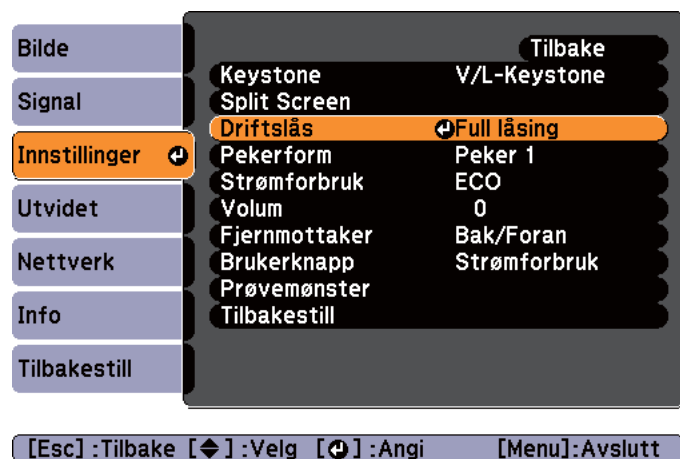 Bilde
Signal
Innstillinger
Utvidet
Nettverk
Info
Tilbakestill
Tilbake
Keystone V/L-Keystone
Split Screen
Driftslås Full låsing
Pekerform Peker 1
Strømforbruk ECO
Volum 0
Fjernmottaker Bak/Foran
Brukerknapp Strømforbruk
Prøvemønster
Tilbakestill
[Esc] :Tilbake [◆] :Velg [⏎] :Angi [Menu]:Avslutt